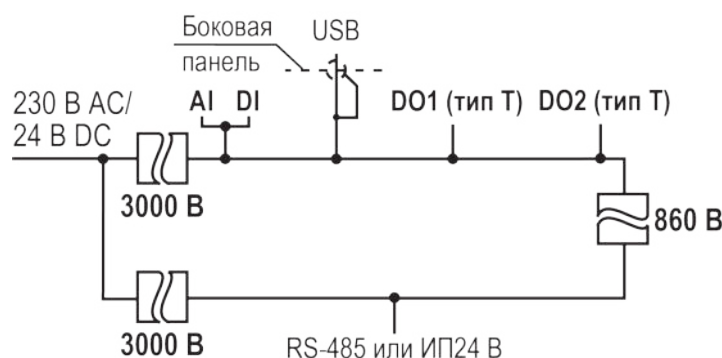 Боковая
панель
USB
230 В AC/
24 В DC
AI DI
DO1 (тип Т) DO2 (тип Т)
3000 В
860 В
3000 В
RS-485 или ИП24 В